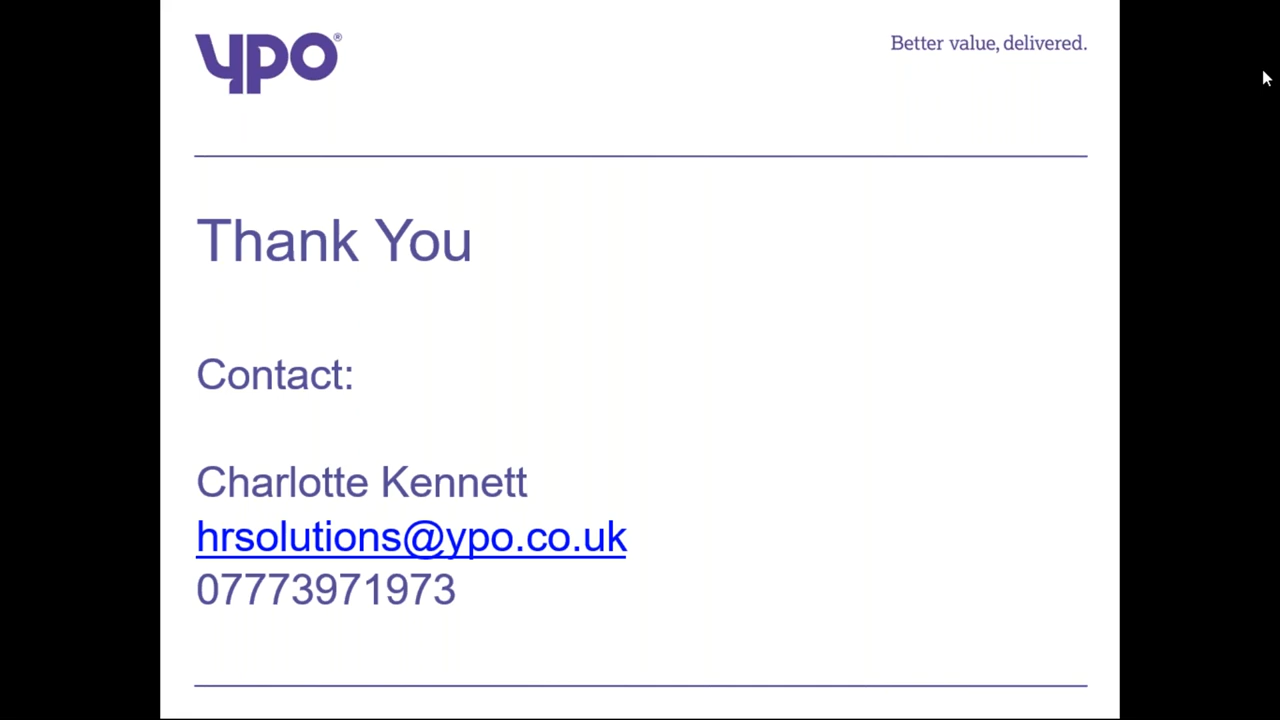 ypo®
Better value, delivered.
Thank You
Contact:
Charlotte Kennett
hrsolutions@ypo.co.uk
07773971973